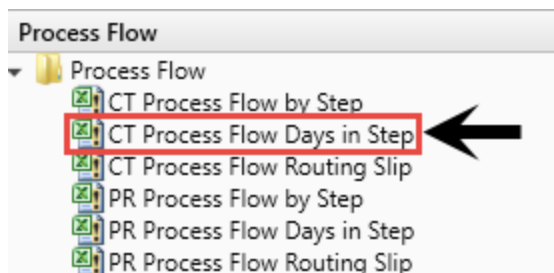 Process Flow
Process Flow
CT Process Flow by Step
CT Process Flow Days in Step
CT Process Flow Routing Slip
PR Process Flow by Step
PR Process Flow Days in Step
PR Process Flow Routing Slip